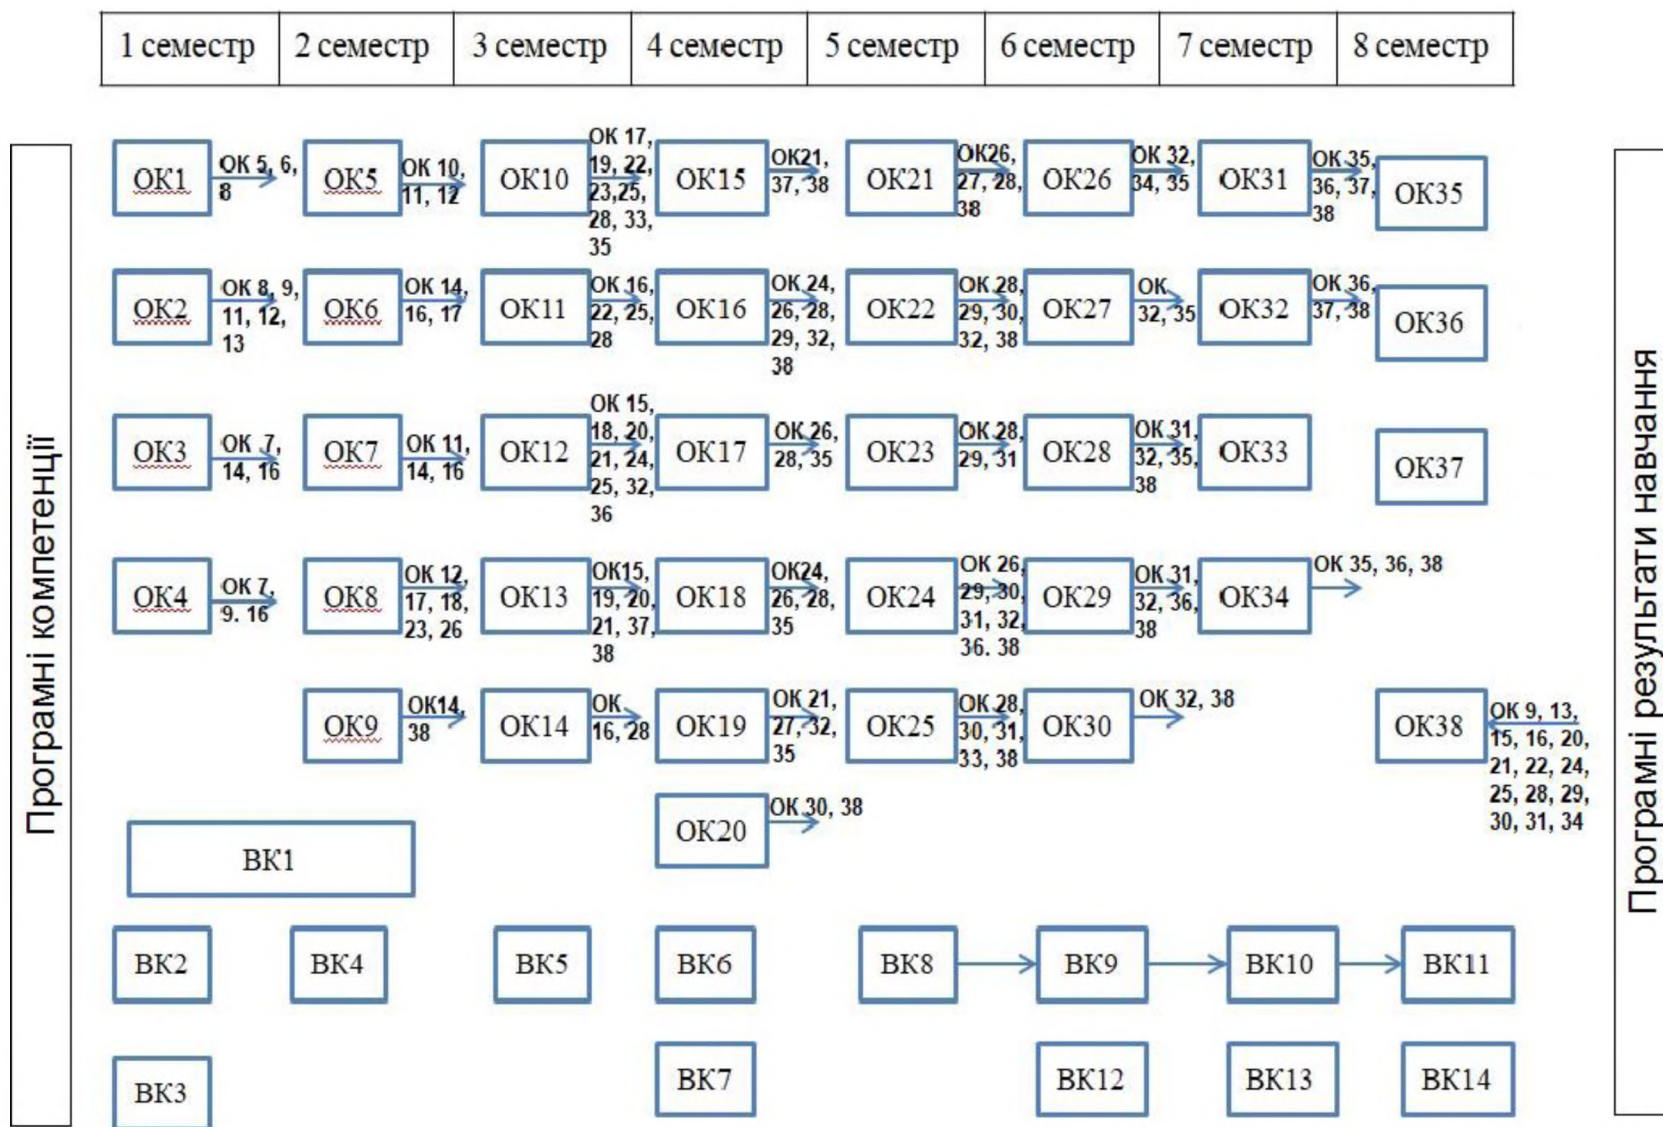 1 семестр
2 семестр
3 семестр
4 семестр
5 семестр
6 семестр
7 семестр
8 семестр
Програмні компетенції
ОК1
ОК 5, 6,
8
ОК5
ОК 10,
11, 12
ОК10
ОК 17,
19, 22,
23,25,
28, 33,
35
ОК15
ОК21,
37, 38
ОК21
ОК26,
27, 28,
38
ОК26
ОК 32,
34, 35
ОК31
ОК 35,
36, 37,
38
ОК35
ОК2
ОК 8, 9,
11, 12,
13
ОК6
ОК 14,
16, 17
ОК11
ОК 16,
22, 25,
28
ОК16
ОК 24,
26, 28,
29, 32,
38
ОК22
ОК 28,
29, 30,
32, 38
ОК27
ОК
32, 35
ОК32
ОК 36,
37, 38
ОК36
ОК3
ОК 7,
14, 16
ОК7
ОК 11,
14, 16
ОК12
ОК 15,
18, 20,
21, 24,
25, 32,
36
ОК17
ОК 26,
28, 35
ОК23
ОК 28,
29, 31
ОК28
ОК 31,
32, 35,
38
ОК33
ОК37
ОК4
ОК 7,
9. 16
ОК8
ОК 12,
17, 18,
23, 26
ОК13
ОК15,
19, 20,
21, 37,
38
ОК18
ОК24,
26, 28,
35
ОК24
ОК 26,
29, 30,
31, 32,
36. 38
ОК29
ОК 31,
32, 36,
38
ОК34
ОК 35, 36, 38
ОК9
ОК14,
38
ОК14
ОК
16, 28
ОК19
ОК 21,
27, 32,
35
ОК25
ОК 28,
30, 31,
33, 38
ОК30
ОК 32, 38
ОК38
ОК 9, 13,
15, 16, 20,
21, 22, 24,
25, 28, 29,
30, 31, 34
ОК20
ОК 30, 38
ВК1
ВК2
ВК4
ВК5
ВК6
ВК8
ВК9
ВК10
ВК11
ВК3
ВК7
ВК12
ВК13
ВК14
Програмні результати навчання